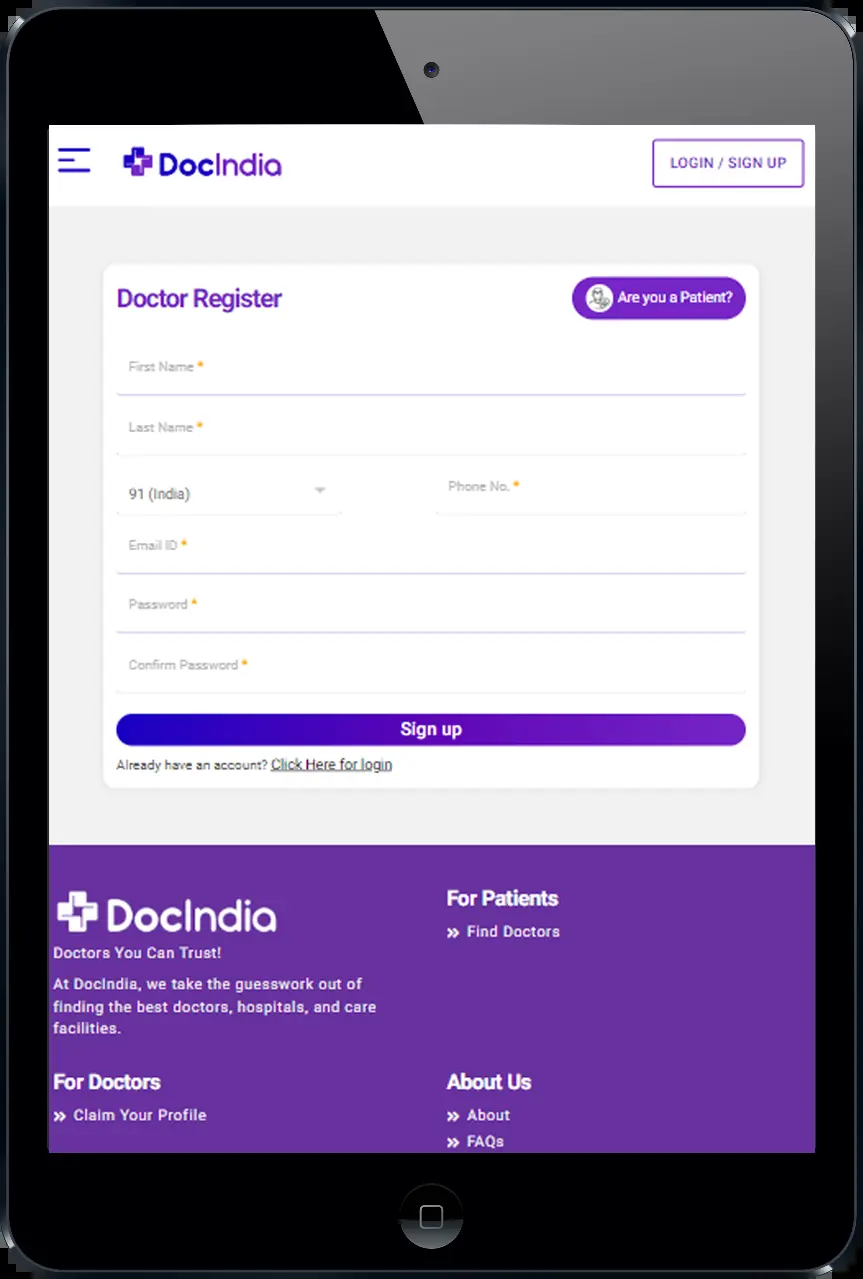 DocIndia
LOGIN / SIGN UP
Doctor Register
Are you a Patient?
First Name *
Last Name *
91 (India)
Phone No. *
Email ID *
Password *
Confirm Password *
Sign up
Already have an account? Click Here for login
DocIndia
Doctors You Can Trust!
At DocIndia, we take the guesswork out of
finding the best doctors, hospitals, and care
facilities.
For Patients
» Find Doctors
For Doctors
» Claim Your Profile
About Us
» About
» FAQs